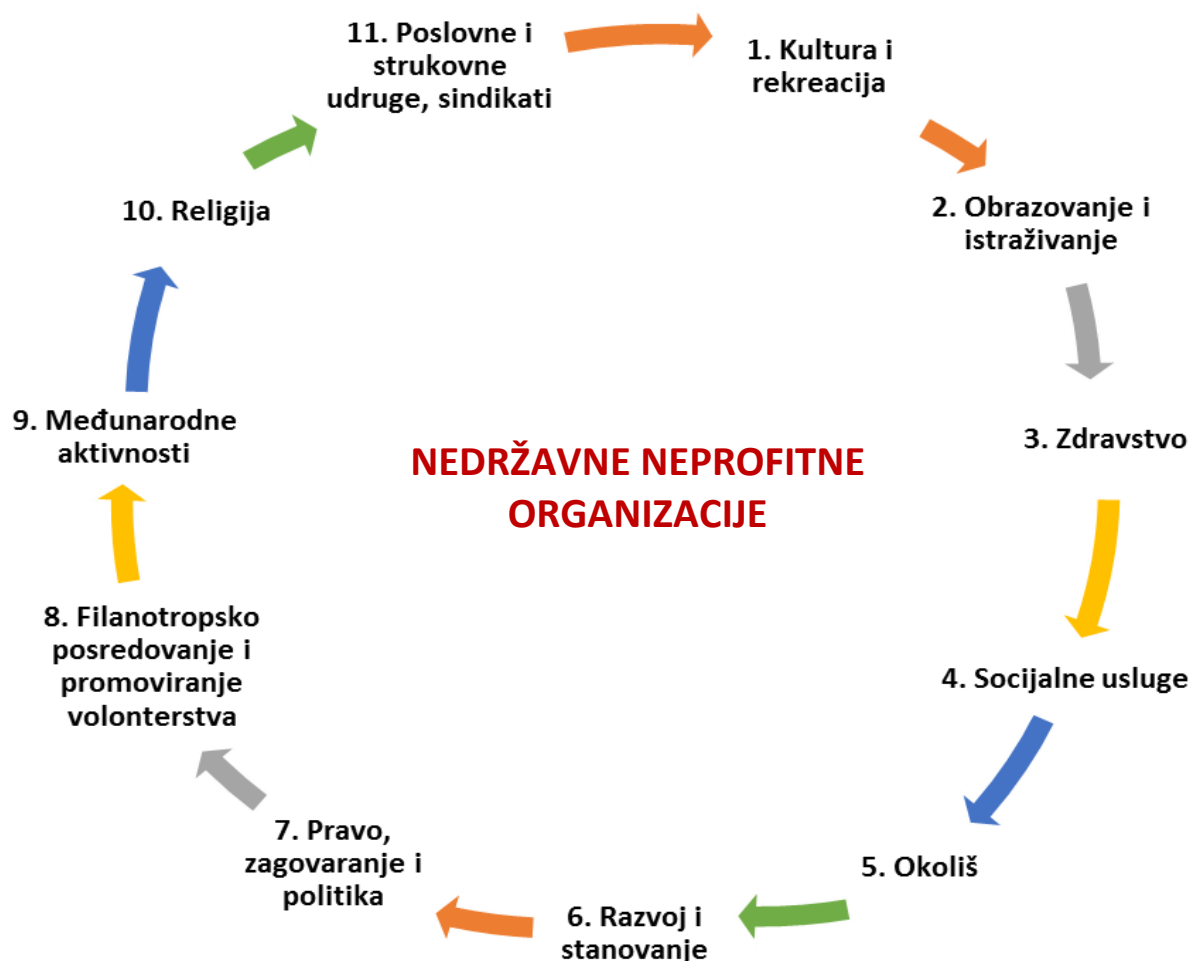 NEDRŽAVNE NEPROFITNE
ORGANIZACIJE
1. Kultura i
rekreacija
2. Obrazovanje i
istraživanje
3. Zdravstvo
4. Socijalne usluge
5. Okoliš
6. Razvoj i
stanovanje
7. Pravo,
zagovaranje i
politika
8. Filanotropsko
posredovanje i
promoviranje
volonterstva
9. Međunarodne
aktivnosti
10. Religija
11. Poslovne i
strukovne
udruge, sindikati